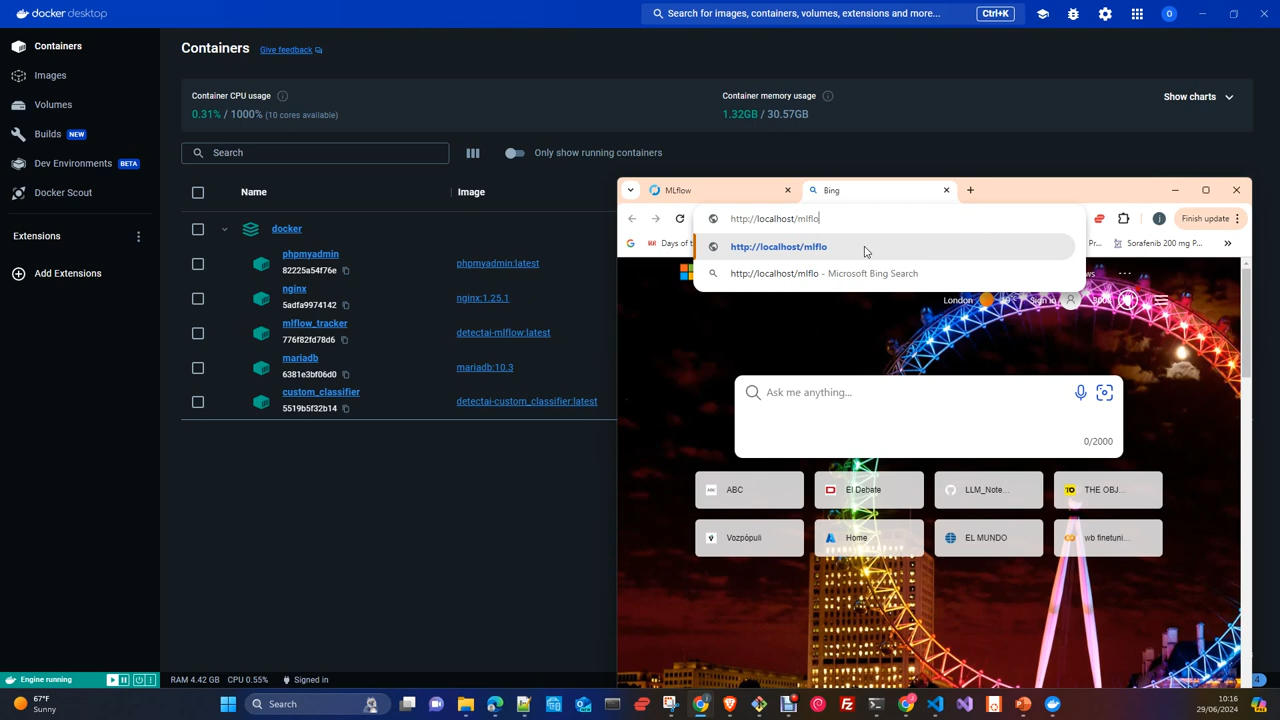 docker desktop
Search for images, containers, volumes, extensions and more...
Ctrl+K
O
Containers
Images
Volumes
Builds NEW
Dev Environments BETA
Docker Scout
Extensions
Add Extensions
Containers
Give feedback
Container CPU usage
0.31% / 1000% (10 cores available)
Container memory usage
1.32GB / 30.57GB
Show charts
Search
Only show running containers
Name
Image
docker
phpmyadmin
82225a54f76e
phpmyadmin:latest
nginx
5adfa9974142
nginx:1.25.1
mlflow_tracker
776f82fd78d6
detectai-mlflow:latest
mariadb
6381e3bf06d0
mariadb:10.3
custom_classifier
5519b5f32b14
detectai-custom_classifier:latest
MLflow
Bing
http://localhost/mlflo
Finish update
Days of t
Pr...
Sorafenib 200 mg P...
http://localhost/mlflo
http://localhost/mlflo - Microsoft Bing Search
London
Sign in
Ask me anything...
0/2000
ABC
El Debate
LLM_Note...
THE OBJ...
Vozpópuli
Home
EL MUNDO
wb finetuni...
Engine running
RAM 4.42 GB CPU 0.55%
Signed in
4
67°F
Sunny
Search
10:16
29/06/2024